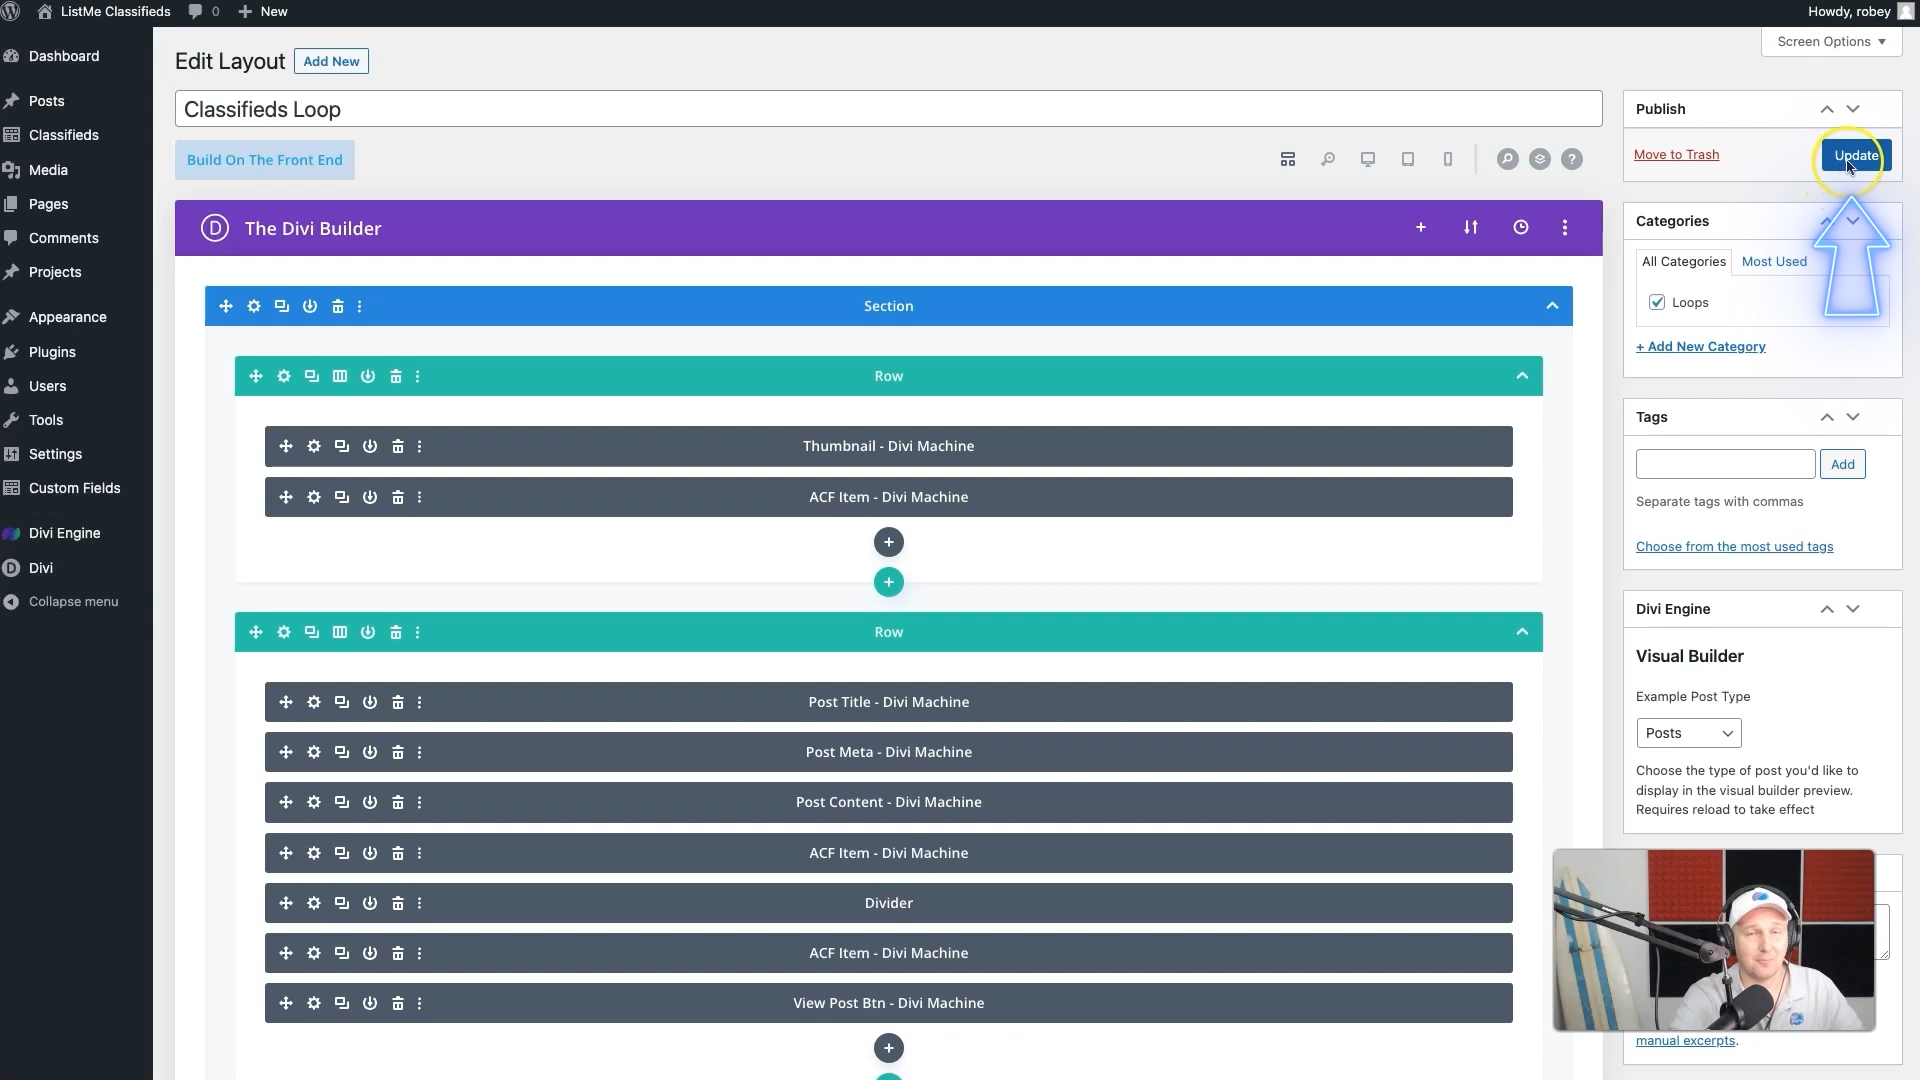 ListMe Classifieds
0
New
Howdy, robey
Dashboard
Posts
Classifieds
Media
Pages
Comments
Projects
Appearance
Plugins
Users
Tools
Settings
Custom Fields
Divi Engine
Divi
Collapse menu
Edit Layout
Add New
Screen Options
Classifieds Loop
Build On The Front End
?
D
The Divi Builder
Section
Row
Thumbnail - Divi Machine
ACF Item - Divi Machine
Row
Post Title - Divi Machine
Post Meta - Divi Machine
Post Content - Divi Machine
ACF Item - Divi Machine
Divider
ACF Item - Divi Machine
View Post Btn - Divi Machine
Publish
Move to Trash
Update
Categories
All Categories
Most Used
Loops
+ Add New Category
Tags
Add
Separate tags with commas
Choose from the most used tags
Divi Engine
Visual Builder
Example Post Type
Posts
Choose the type of post you'd like to
display in the visual builder preview.
Requires reload to take effect
manual excerpts.